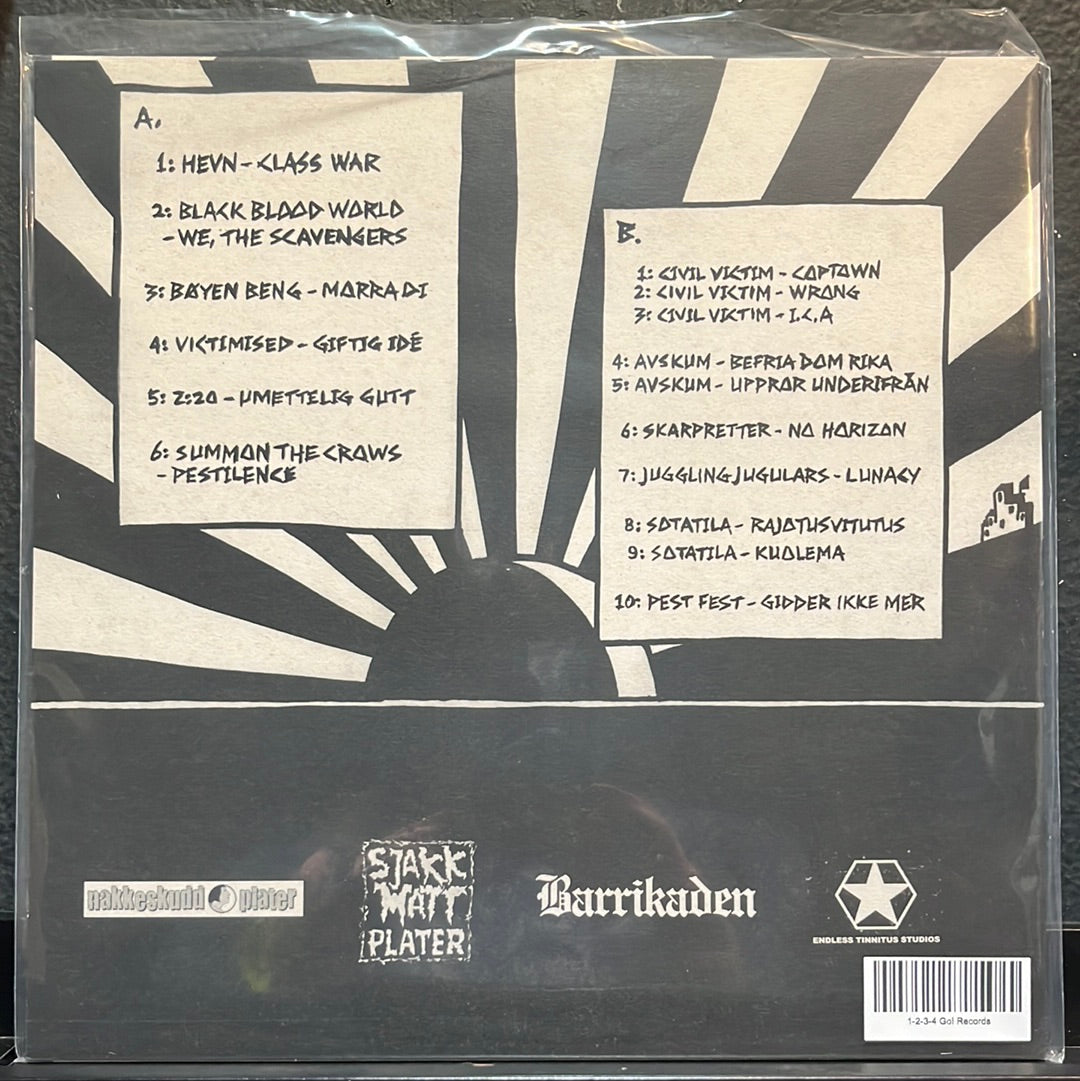 A.
1: HEVN - CLASS WAR
2: BLACK BLOOD WORLD
- WE, THE SCAVENGERS
3: BØYEN BENG - MORRA DI
4: VICTIMISED - GIFTIG IDÉ
5: 2:20 - UMETTELIG GUTT
6: SUMMON THE CROWS
- PESTILENCE
B.
1: CIVIL VICTIM - COPTOWN
2: CIVIL VICTIM - WRONG
3: CIVIL VICTIM - I.C.A
4: AVSKUM - BEFRIA DOM RIKA
5: AVSKUM - UPPROR UNDERIFRÅN
6: SKARPRETTER - NO HORIZON
7: JUGGLING JUGULARS - LUNACY
8: SOTATILA - RAJOTUSVITUTUS
9: SOTATILA - KUOLEMA
10: PEST FEST - GIDDER IKKE MER
nakkeskudd plater
SJAKK
MATT
PLATER
Barrikaden
ENDLESS TINNITUS STUDIOS
1-2-3-4 Go! Records